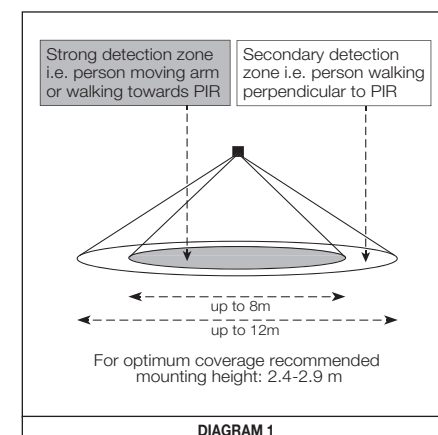 Strong detection zone
i.e. person moving arm
or walking towards PIR
Secondary detection
zone i.e. person walking
perpendicular to PIR
up to 8m
up to 12m
For optimum coverage recommended
mounting height: 2.4-2.9 m
DIAGRAM 1